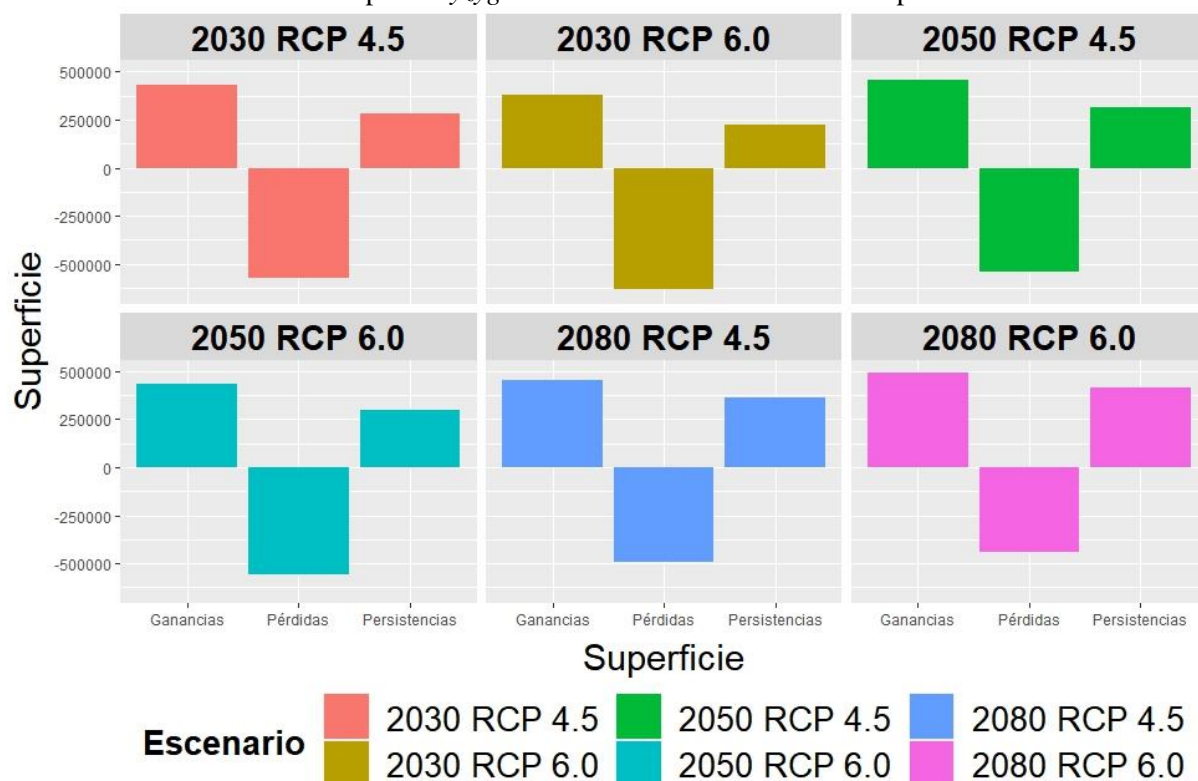 2030 RCP 4.5 2030 RCP 6.0 2050 RCP 4.5
500000
250000
0
-250000
-500000
Superficie
2050 RCP 6.0 2080 RCP 4.5 2080 RCP 6.0
500000
250000
0
-250000
-500000
Ganancias Pérdidas Persistencias Ganancias Pérdidas Persistencias Ganancias Pérdidas Persistencias
Superficie
Escenario
2030 RCP 4.5 2050 RCP 4.5 2080 RCP 4.5
2030 RCP 6.0 2050 RCP 6.0 2080 RCP 6.0